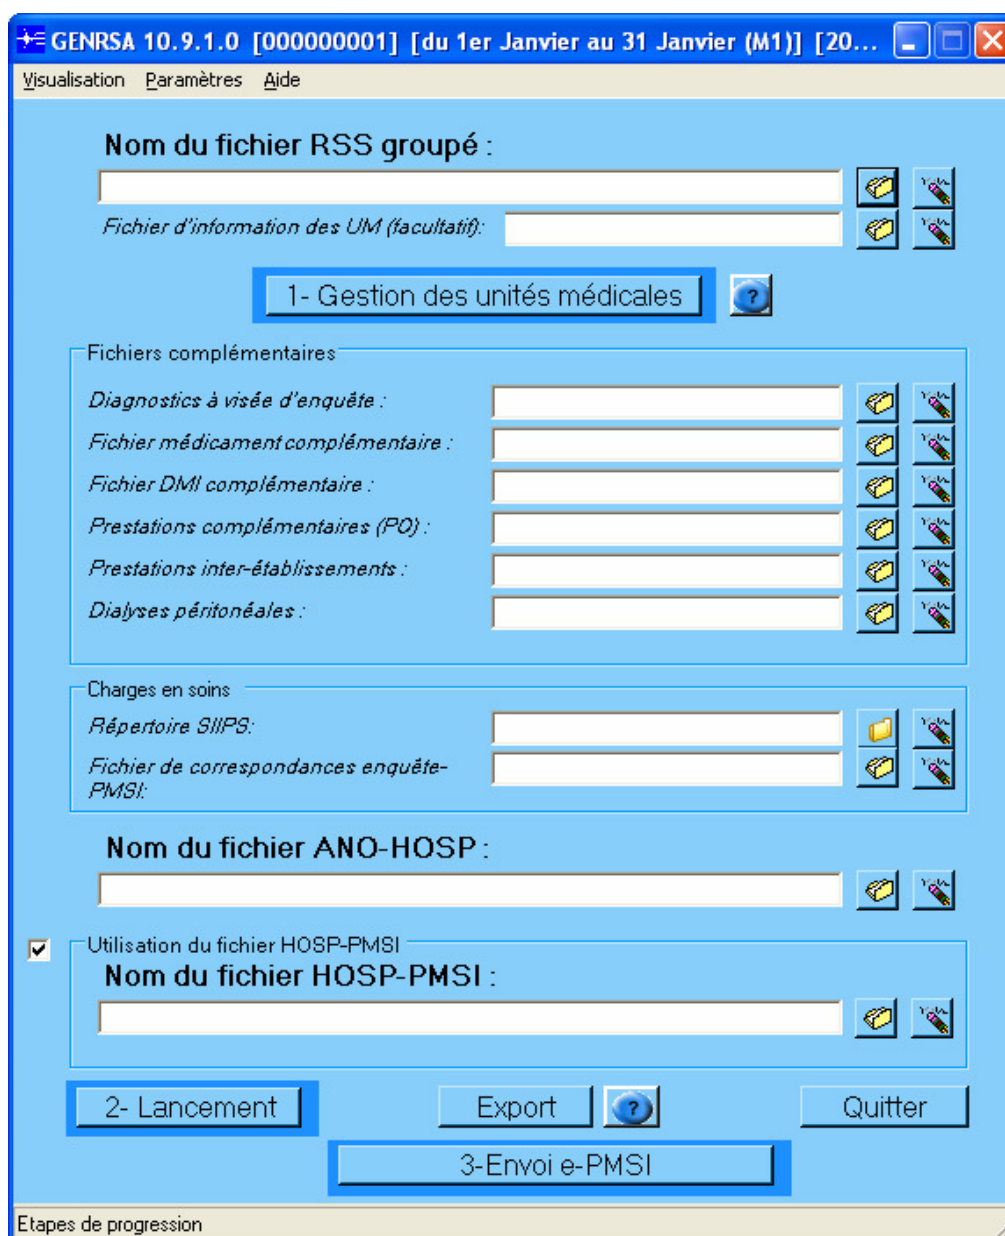 GENRSA 10.9.1.0 [000000001] [du 1er Janvier au 31 Janvier (M1)] [20...
Visualisation Paramètres Aide
Nom du fichier RSS groupé :
Fichier d'information des UM (facultatif):
1- Gestion des unités médicales ?
Fichiers complémentaires
Diagnostics à visée d'enquête :
Fichier médicament complémentaire :
Fichier DMI complémentaire :
Prestations complémentaires (PO) :
Prestations inter-établissements :
Dialyses péritonéales :
Charges en soins
Répertoire SIIPS:
Fichier de correspondances enquête-
PMSI:
Nom du fichier ANO-HOSP :
Utilisation du fichier HOSP-PMSI
Nom du fichier HOSP-PMSI :
2- Lancement Export ? Quitter
3-Envoi e-PMSI
Etapes de progression